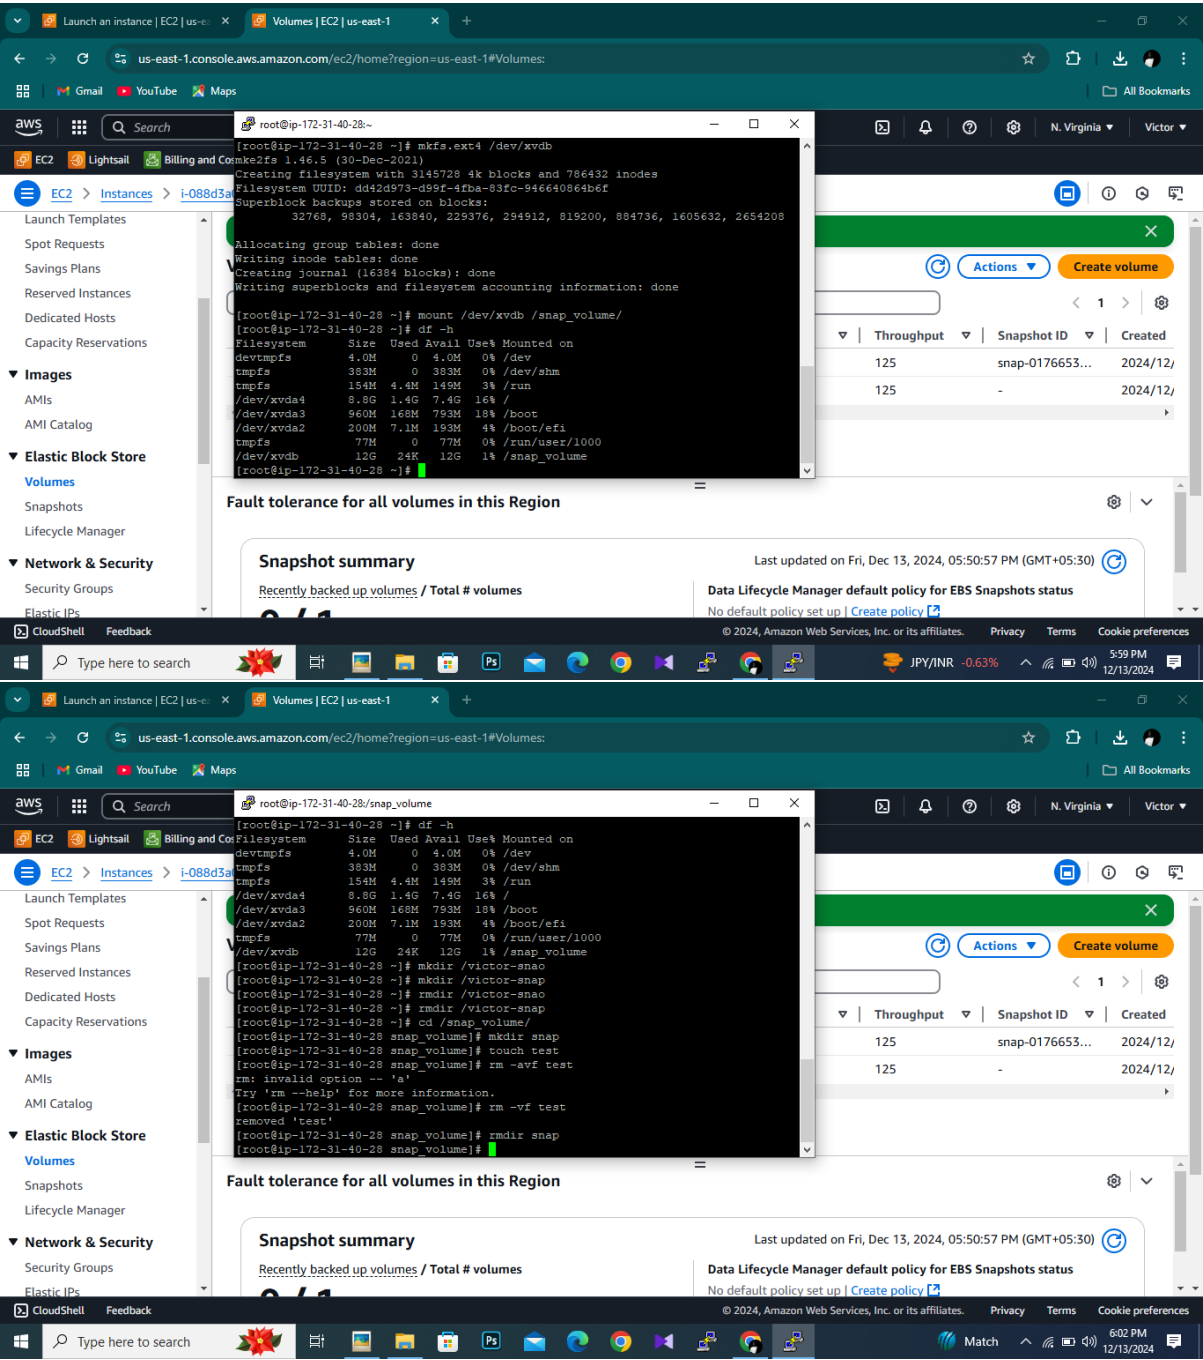 Launch an instance | EC2 | us-ea
Volumes | EC2 | us-east-1
us-east-1.console.aws.amazon.com/ec2/home?region=us-east-1#Volumes:
Gmail YouTube Maps All Bookmarks
aws Search N. Virginia Victor
EC2 Lightsail Billing and Cos
EC2 > Instances > i-088d3a
Launch Templates
Spot Requests
Savings Plans
Reserved Instances
Dedicated Hosts
Capacity Reservations
Images
AMIs
AMI Catalog
Elastic Block Store
Volumes
Snapshots
Lifecycle Manager
Network & Security
Security Groups
Elastic IPs
root@ip-172-31-40-28:~
[root@ip-172-31-40-28 ~]# mkfs.ext4 /dev/xvdb
mke2fs 1.46.5 (30-Dec-2021)
Creating filesystem with 3145728 4k blocks and 786432 inodes
Filesystem UUID: dd42d973-d99f-4fba-83fc-946640864b6f
Superblock backups stored on blocks:
32768, 98304, 163840, 229376, 294912, 819200, 884736, 1605632, 2654208
Allocating group tables: done
Writing inode tables: done
Creating journal (16384 blocks): done
Writing superblocks and filesystem accounting information: done
[root@ip-172-31-40-28 ~]# mount /dev/xvdb /snap_volume/
[root@ip-172-31-40-28 ~]# df -h
Filesystem Size Used Avail Use% Mounted on
devtmpfs 4.0M 0 4.0M 0% /dev
tmpfs 383M 0 383M 0% /dev/shm
tmpfs 154M 4.4M 149M 3% /run
/dev/xvda4 8.8G 1.4G 7.4G 16% /
/dev/xvda3 960M 168M 793M 18% /boot
/dev/xvda2 200M 7.1M 193M 4% /boot/efi
tmpfs 77M 0 77M 0% /run/user/1000
/dev/xvdb 12G 24K 12G 1% /snap_volume
[root@ip-172-31-40-28 ~]#
Actions Create volume
1
Throughput Snapshot ID Created
125 snap-0176653... 2024/12/
125 - 2024/12/
Fault tolerance for all volumes in this Region
Snapshot summary
Last updated on Fri, Dec 13, 2024, 05:50:57 PM (GMT+05:30)
Recently backed up volumes / Total # volumes
0 / 1
Data Lifecycle Manager default policy for EBS Snapshots status
No default policy set up | Create policy
CloudShell Feedback © 2024, Amazon Web Services, Inc. or its affiliates. Privacy Terms Cookie preferences
Type here to search Ps JPY/INR -0.63% 5:59 PM
12/13/2024
Launch an instance | EC2 | us-ea
Volumes | EC2 | us-east-1
us-east-1.console.aws.amazon.com/ec2/home?region=us-east-1#Volumes:
Gmail YouTube Maps All Bookmarks
aws Search N. Virginia Victor
EC2 Lightsail Billing and Cos
EC2 > Instances > i-088d3a
Launch Templates
Spot Requests
Savings Plans
Reserved Instances
Dedicated Hosts
Capacity Reservations
Images
AMIs
AMI Catalog
Elastic Block Store
Volumes
Snapshots
Lifecycle Manager
Network & Security
Security Groups
Elastic IPs
root@ip-172-31-40-28:/snap_volume
[root@ip-172-31-40-28 ~]# df -h
Filesystem Size Used Avail Use% Mounted on
devtmpfs 4.0M 0 4.0M 0% /dev
tmpfs 383M 0 383M 0% /dev/shm
tmpfs 154M 4.4M 149M 3% /run
/dev/xvda4 8.8G 1.4G 7.4G 16% /
/dev/xvda3 960M 168M 793M 18% /boot
/dev/xvda2 200M 7.1M 193M 4% /boot/efi
tmpfs 77M 0 77M 0% /run/user/1000
/dev/xvdb 12G 24K 12G 1% /snap_volume
[root@ip-172-31-40-28 ~]# mkdir /victor-snao
[root@ip-172-31-40-28 ~]# mkdir /victor-snap
[root@ip-172-31-40-28 ~]# rmdir /victor-snao
[root@ip-172-31-40-28 ~]# rmdir /victor-snap
[root@ip-172-31-40-28 ~]# cd /snap_volume/
[root@ip-172-31-40-28 snap_volume]# mkdir snap
[root@ip-172-31-40-28 snap_volume]# touch test
[root@ip-172-31-40-28 snap_volume]# rm -avf test
rm: invalid option -- 'a'
Try 'rm --help' for more information.
[root@ip-172-31-40-28 snap_volume]# rm -vf test
removed 'test'
[root@ip-172-31-40-28 snap_volume]# rmdir snap
[root@ip-172-31-40-28 snap_volume]#
Actions Create volume
1
Throughput Snapshot ID Created
125 snap-0176653... 2024/12/
125 - 2024/12/
Fault tolerance for all volumes in this Region
Snapshot summary
Last updated on Fri, Dec 13, 2024, 05:50:57 PM (GMT+05:30)
Recently backed up volumes / Total # volumes
0 / 1
Data Lifecycle Manager default policy for EBS Snapshots status
No default policy set up | Create policy
CloudShell Feedback © 2024, Amazon Web Services, Inc. or its affiliates. Privacy Terms Cookie preferences
Type here to search Ps Match 6:02 PM
12/13/2024